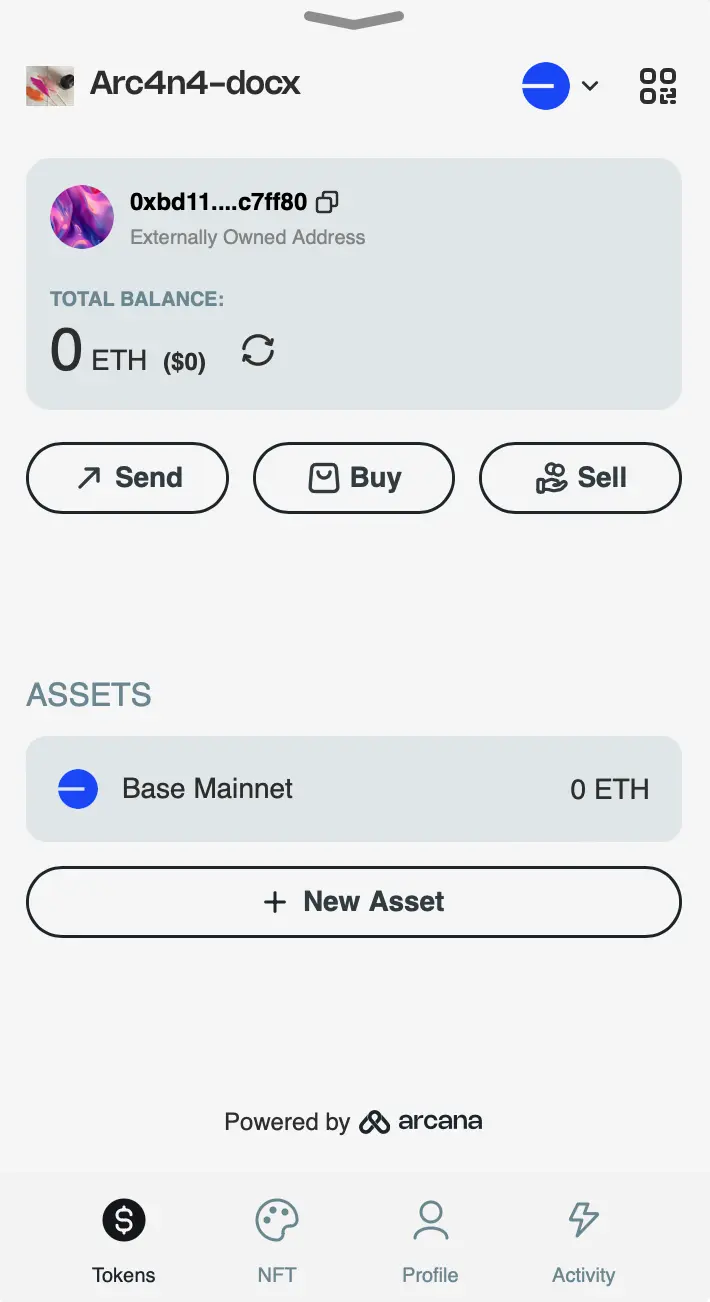 Arc4n4-docx
0xbd11....c7ff80
Externally Owned Address
TOTAL BALANCE:
0 ETH ($0)
Send
Buy
Sell
ASSETS
Base Mainnet 0 ETH
+ New Asset
Powered by arcana
Tokens
NFT
Profile
Activity